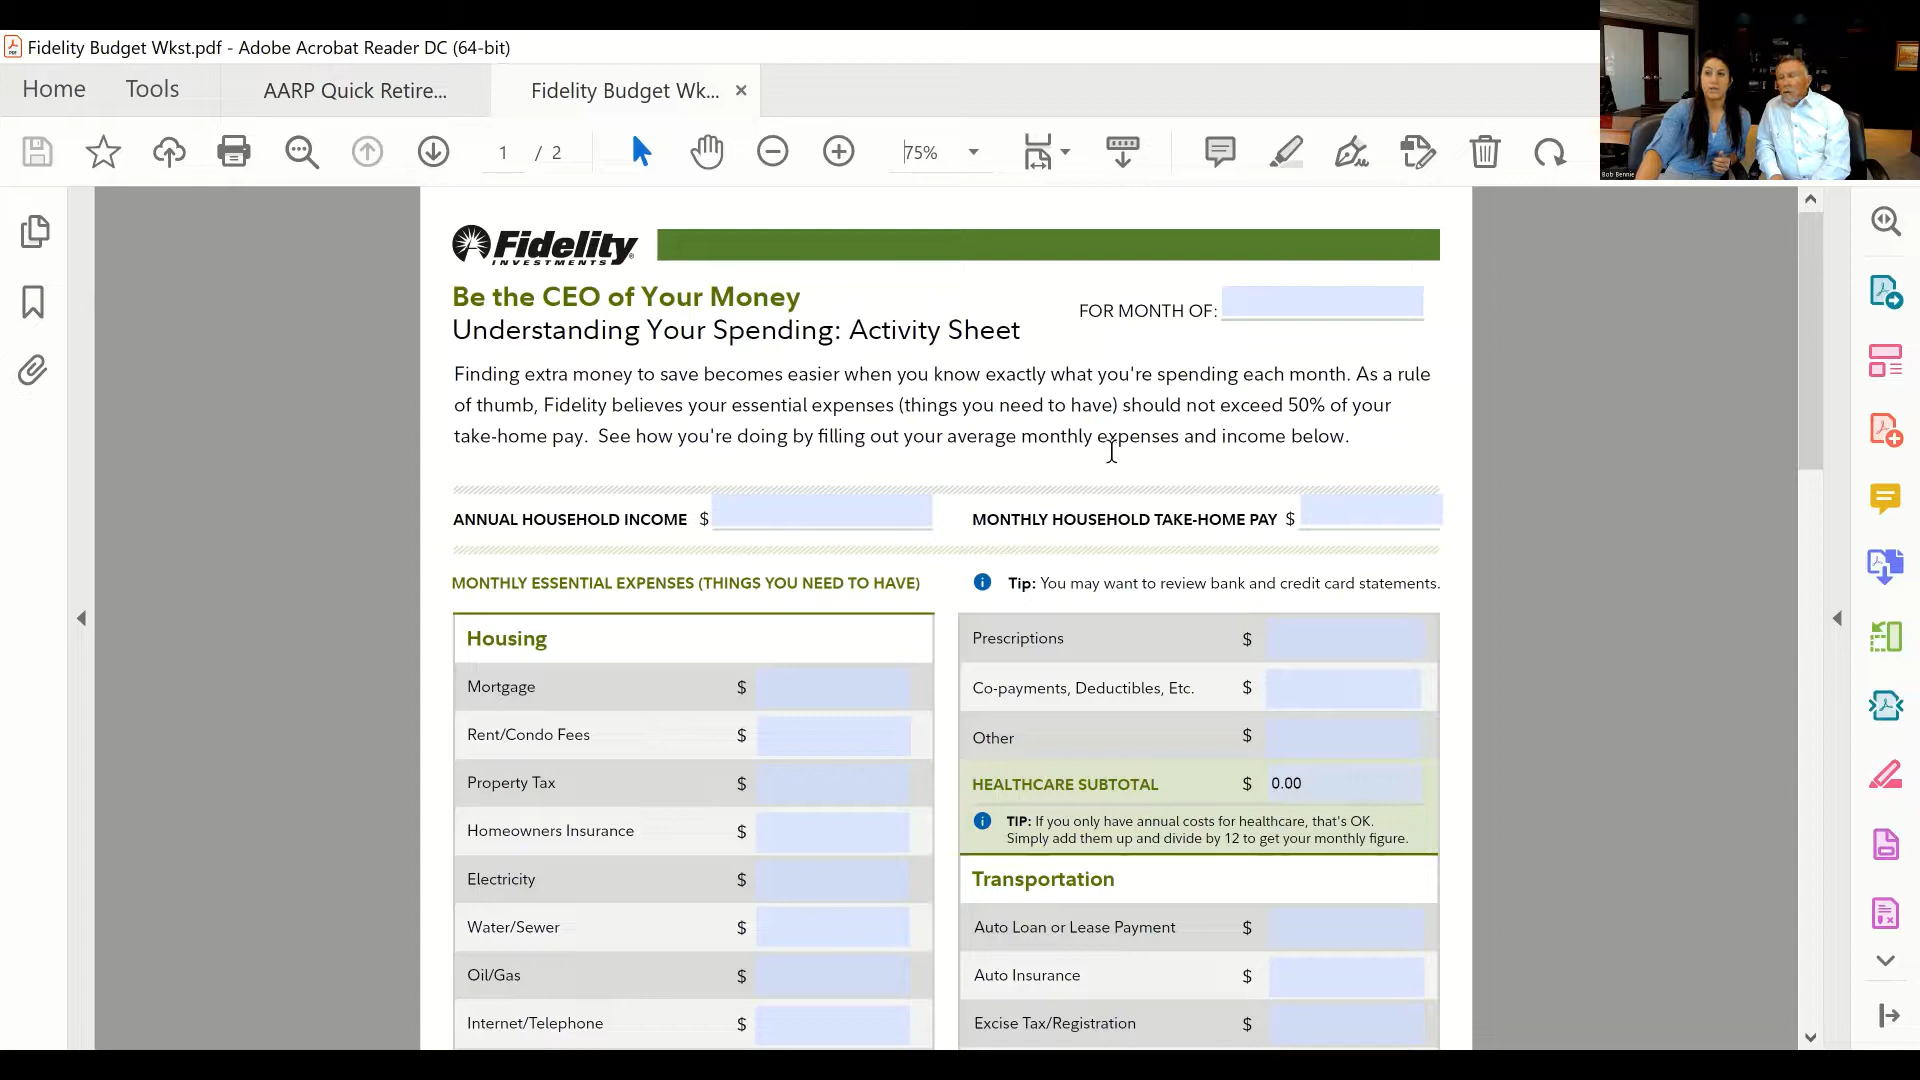 Fidelity Budget Wkst.pdf - Adobe Acrobat Reader DC (64-bit)
Home
Tools
AARP Quick Retire...
Fidelity Budget Wk...
1 / 2
75%
Bob Bennie
Fidelity
INVESTMENTS
Be the CEO of Your Money
Understanding Your Spending: Activity Sheet
FOR MONTH OF:
Finding extra money to save becomes easier when you know exactly what you're spending each month. As a rule
of thumb, Fidelity believes your essential expenses (things you need to have) should not exceed 50% of your
take-home pay. See how you're doing by filling out your average monthly expenses and income below.
ANNUAL HOUSEHOLD INCOME $
MONTHLY HOUSEHOLD TAKE-HOME PAY $
MONTHLY ESSENTIAL EXPENSES (THINGS YOU NEED TO HAVE)
Tip: You may want to review bank and credit card statements.
Housing
Mortgage $
Rent/Condo Fees $
Property Tax $
Homeowners Insurance $
Electricity $
Water/Sewer $
Oil/Gas $
Internet/Telephone $
Prescriptions $
Co-payments, Deductibles, Etc. $
Other $
HEALTHCARE SUBTOTAL $ 0.00
TIP: If you only have annual costs for healthcare, that's OK.
Simply add them up and divide by 12 to get your monthly figure.
Transportation
Auto Loan or Lease Payment $
Auto Insurance $
Excise Tax/Registration $